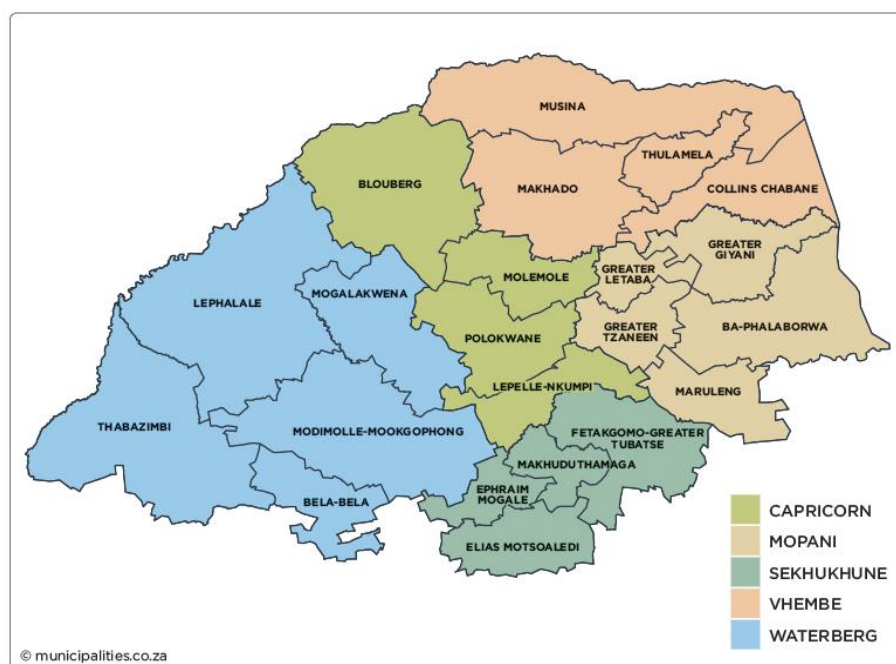 MUSINA
THULAMELA
BLOUBERG
MAKHADO
COLLINS CHABANE
GREATER
GIYANI
MOLEMOLE
GREATER
LETABA
LEPHALALE
MOGALAKWENA
POLOKWANE
GREATER
TZANEEN
BA-PHALABORWA
LEPELLE-NKUMPI
MARULENG
THABAZIMBI
MODIMOLLE-MOOKGOPHONG
FETAKGOMO-GREATER
TUBATSE
MAKHUDUTHAMAGA
EPHRAIM
MOGALE
BELA-BELA
ELIAS MOTSOALEDI
CAPRICORN
MOPANI
SEKHUKHUNE
VHEMBE
WATERBERG
© municipalities.co.za